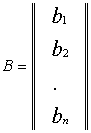 b₁
b₂
B =
.
bₙ